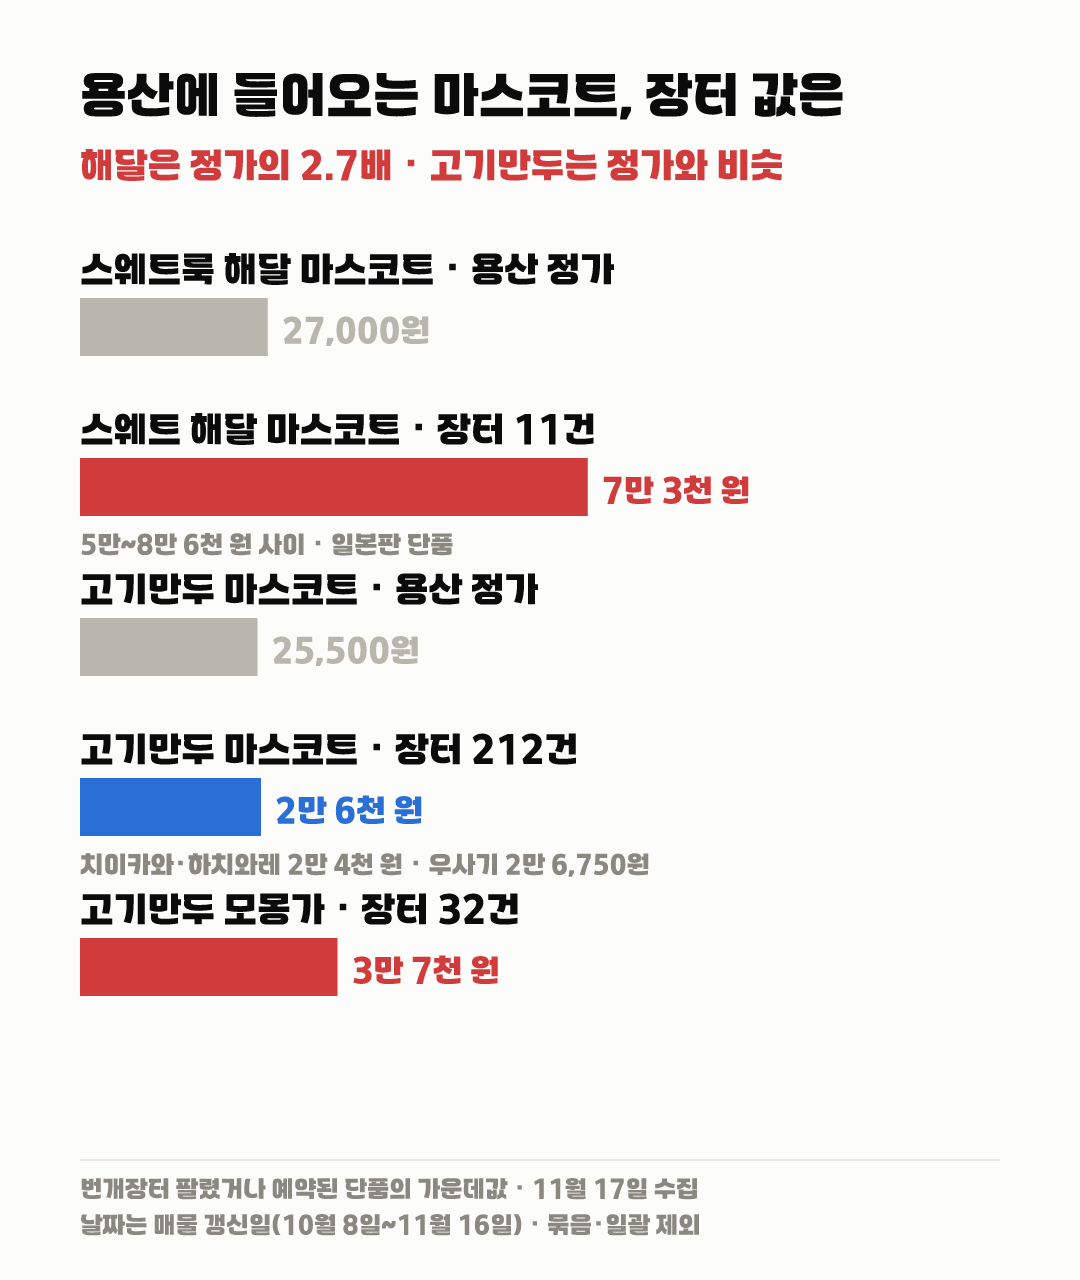 용산에 들어오는 마스코트, 장터 값은
해달은 정가의 2.7배 · 고기만두는 정가와 비슷
스웨트룩 해달 마스코트 · 용산 정가
27,000원
스웨트 해달 마스코트 · 장터 11건
7만 3천 원
5만~8만 6천 원 사이 · 일본판 단품
고기만두 마스코트 · 용산 정가
25,500원
고기만두 마스코트 · 장터 212건
2만 6천 원
치이카와·하치와레 2만 4천 원 · 우사기 2만 6,750원
고기만두 모몽가 · 장터 32건
3만 7천 원
번개장터 팔렸거나 예약된 단품의 가운데값 · 11월 17일 수집
날짜는 매물 갱신일(10월 8일~11월 16일) · 묶음·일괄 제외